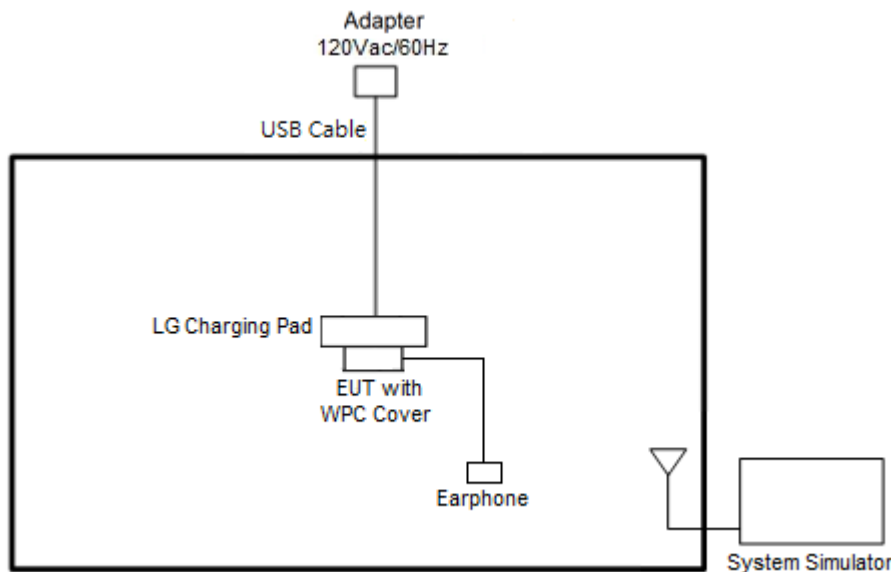 Adapter
120Vac/60Hz
USB Cable
LG Charging Pad
EUT with
WPC Cover
Earphone
System Simulator